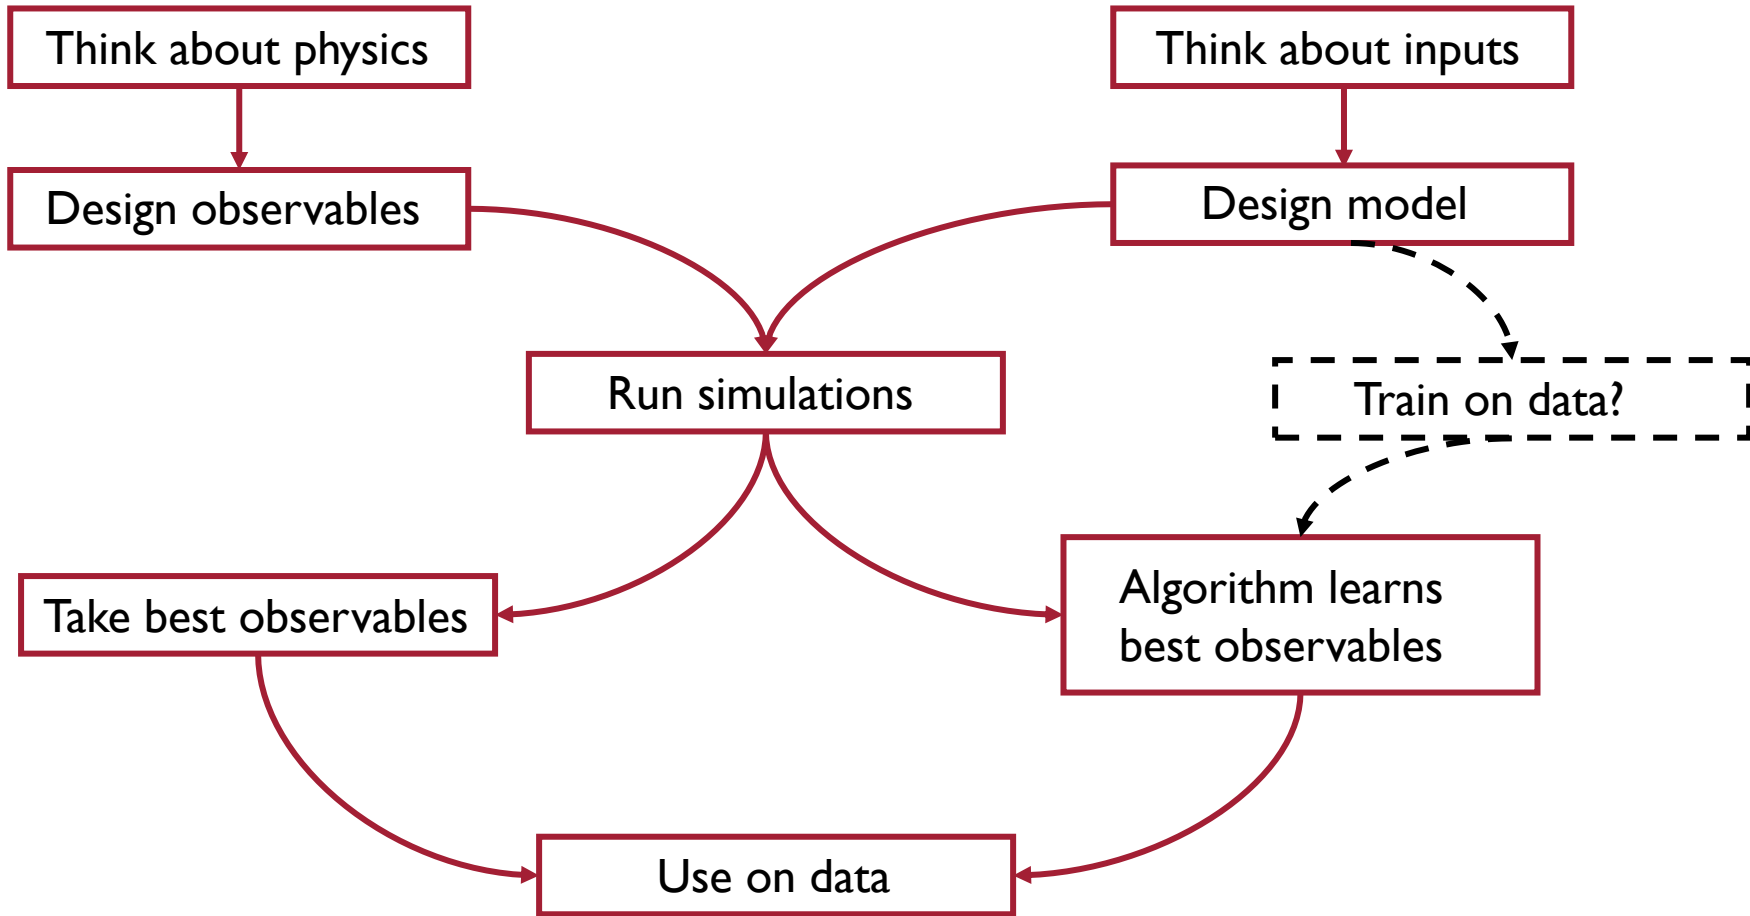 Think about physics
Think about inputs
Design observables
Design model
Run simulations
Train on data?
Take best observables
Algorithm learns
best observables
Use on data